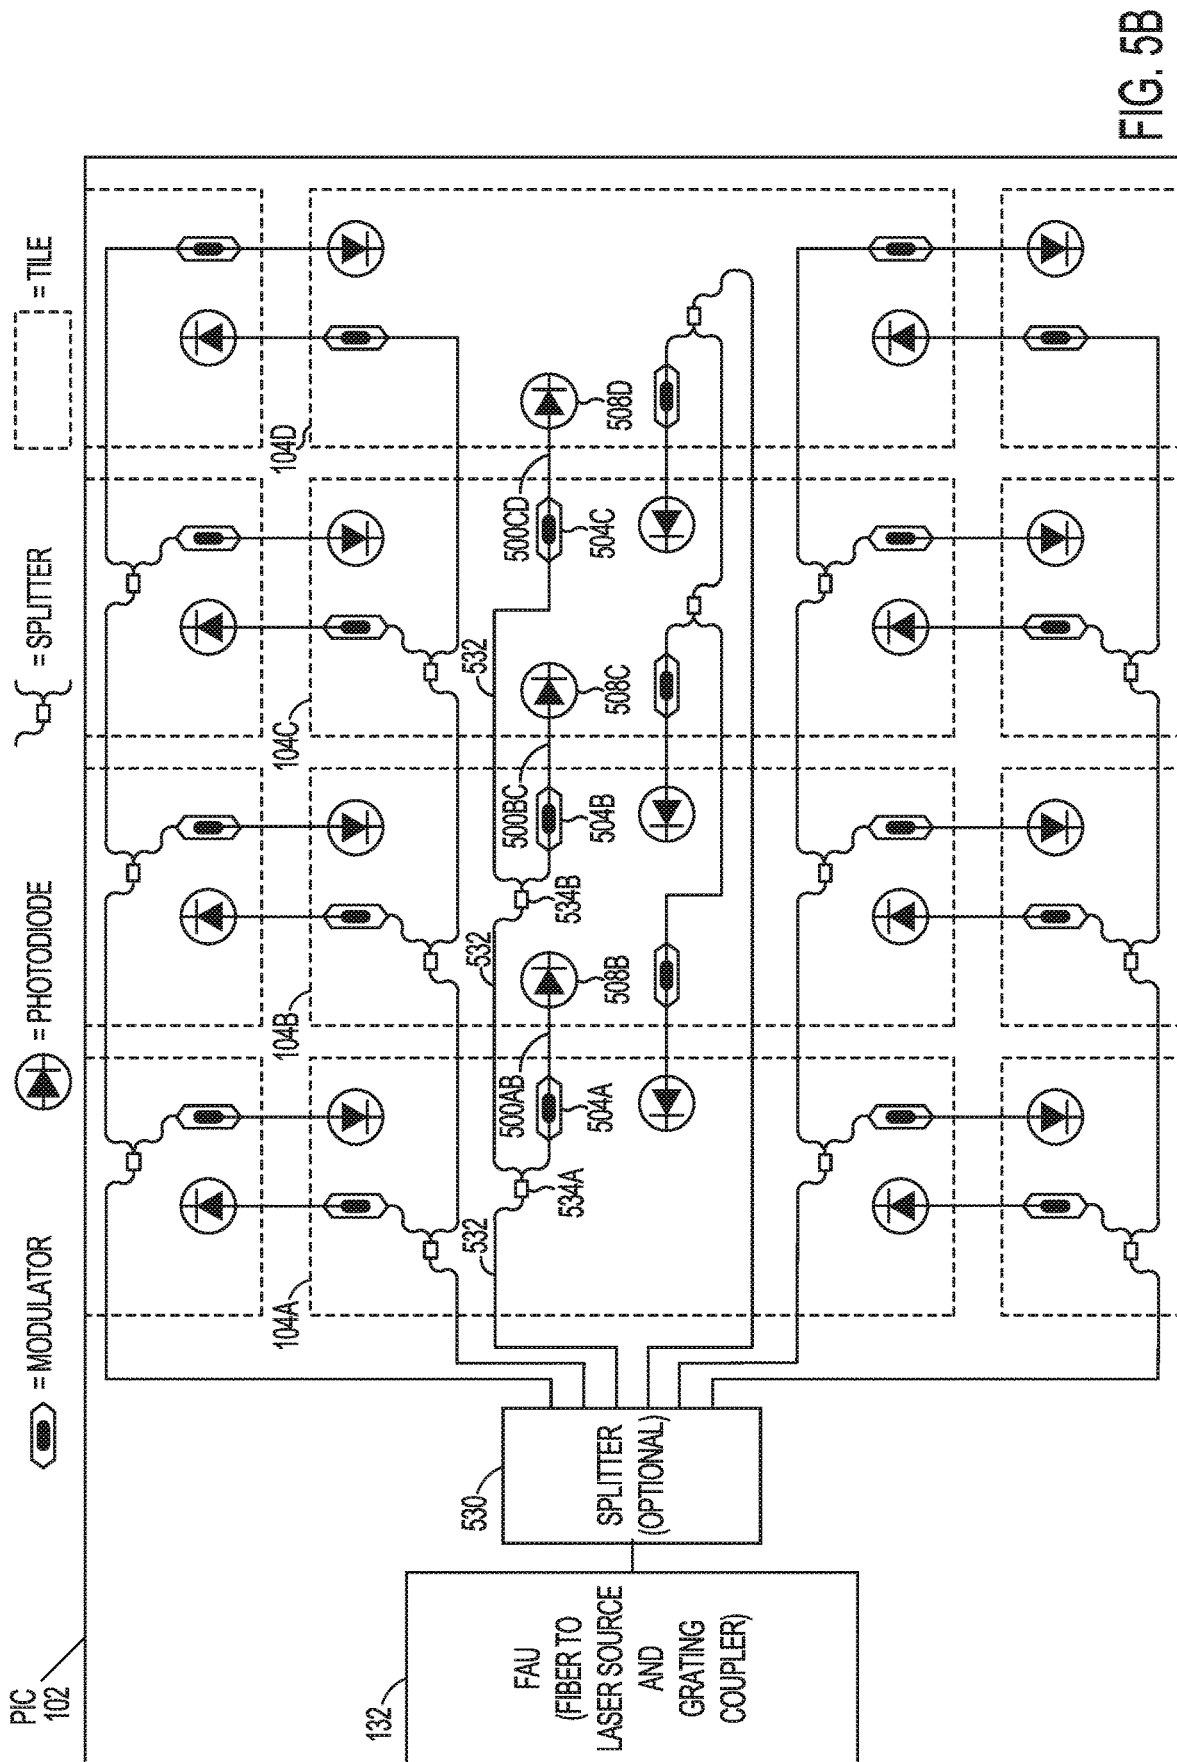 PIC
102
= MODULATOR
= PHOTODIODE
= SPLITTER
= TILE
104A
104B
104C
104D
132
FAU
(FIBER TO
LASER SOURCE
AND
GRATING
COUPLER)
530
SPLITTER
(OPTIONAL)
532
534A
500AB
504A
532
508B
534B
500BC
504B
532
508C
500CD
504C
508D
FIG. 5B